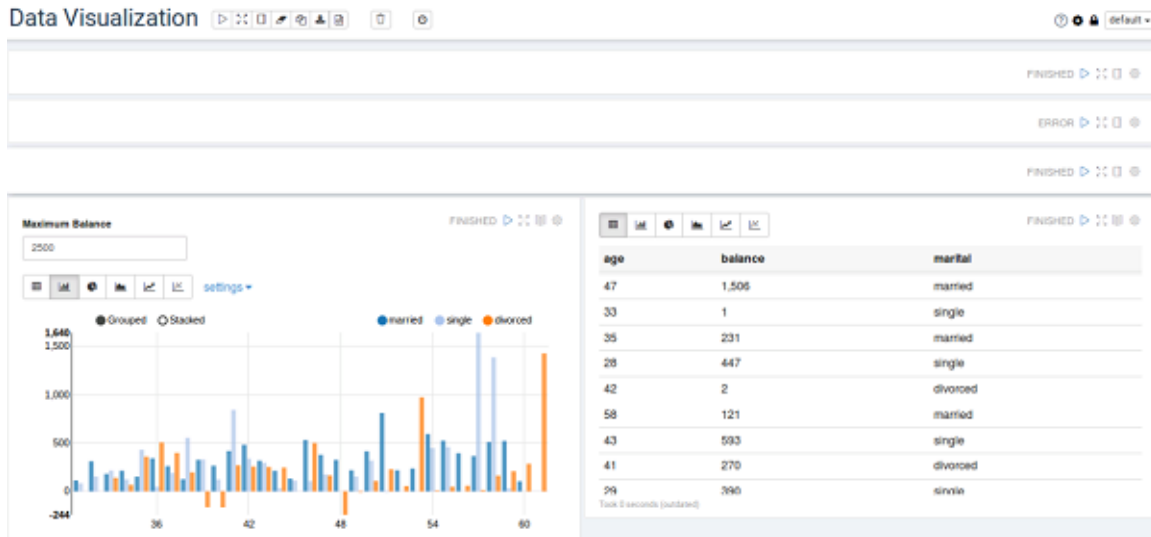 Data Visualization
default
FINISHED
ERROR
FINISHED
Maximum Balance
FINISHED
2500
settings
Grouped Stacked married single divorced
1,640
1,500
1,000
500
0
-244
36 42 48 54 60
FINISHED
age balance marital
47 1,506 married
33 1 single
35 231 married
28 447 single
42 2 divorced
58 121 married
43 593 single
41 270 divorced
29 390 single
Took 0 seconds (outdated)